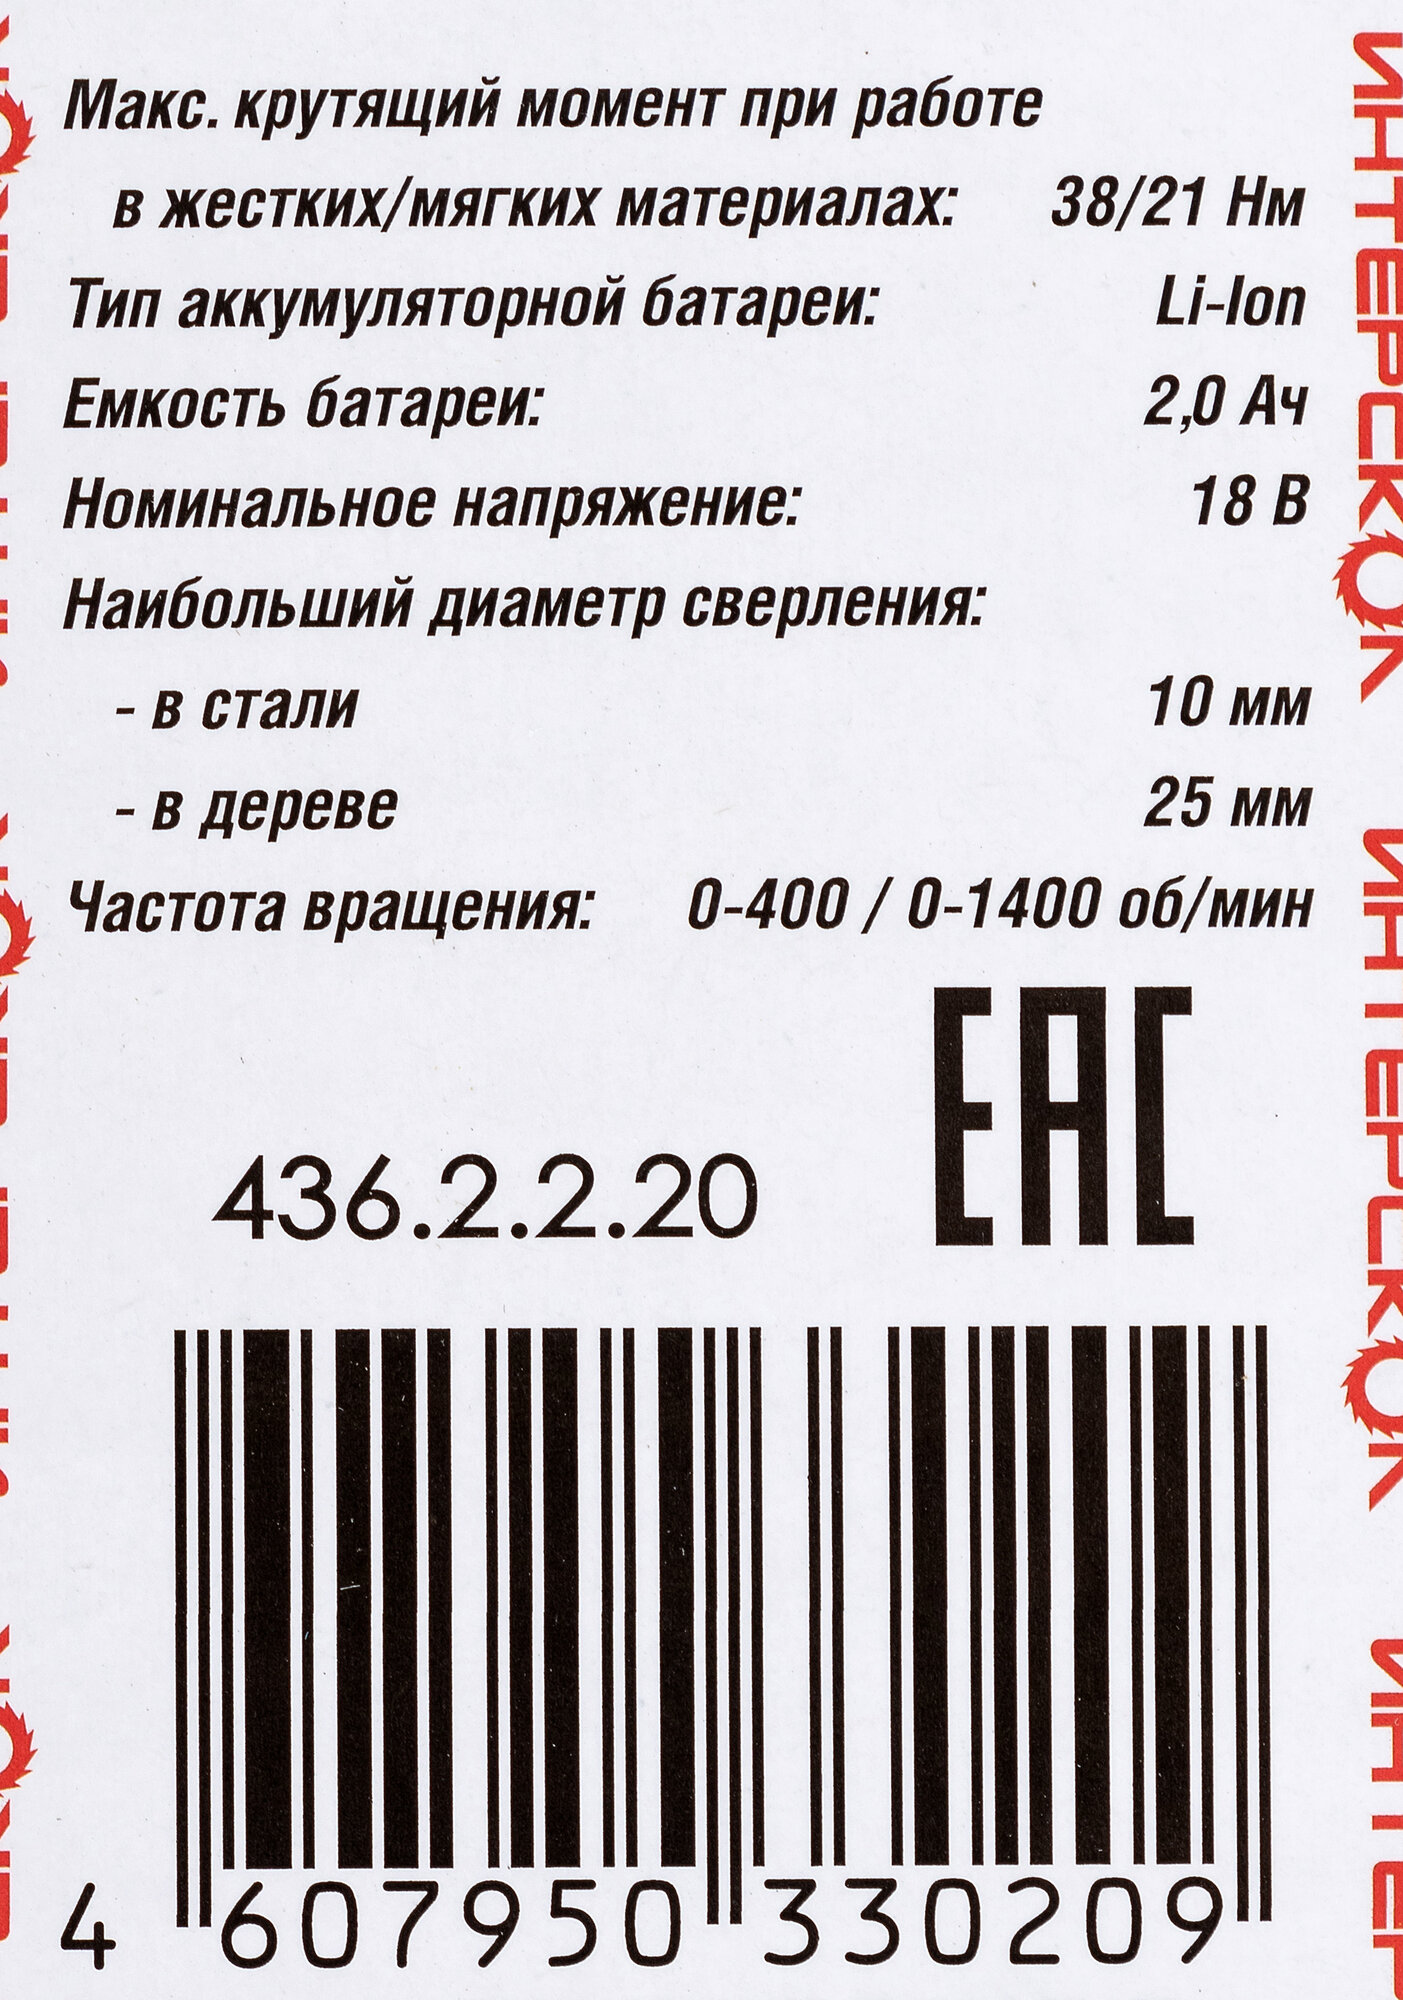 Макс. крутящий момент при работе
в жестких/мягких материалах: 38/21 Нм
Тип аккумуляторной батареи: Li-Ion
Емкость батареи: 2,0 Ач
Номинальное напряжение: 18 В
Наибольший диаметр сверления:
- в стали 10 мм
- в дереве 25 мм
Частота вращения: 0-400 / 0-1400 об/мин
EAC
436.2.2.20
4 607950 330209
ИНТЕРСКОЛ
ИНТЕРСКОЛ
ИНТЕР